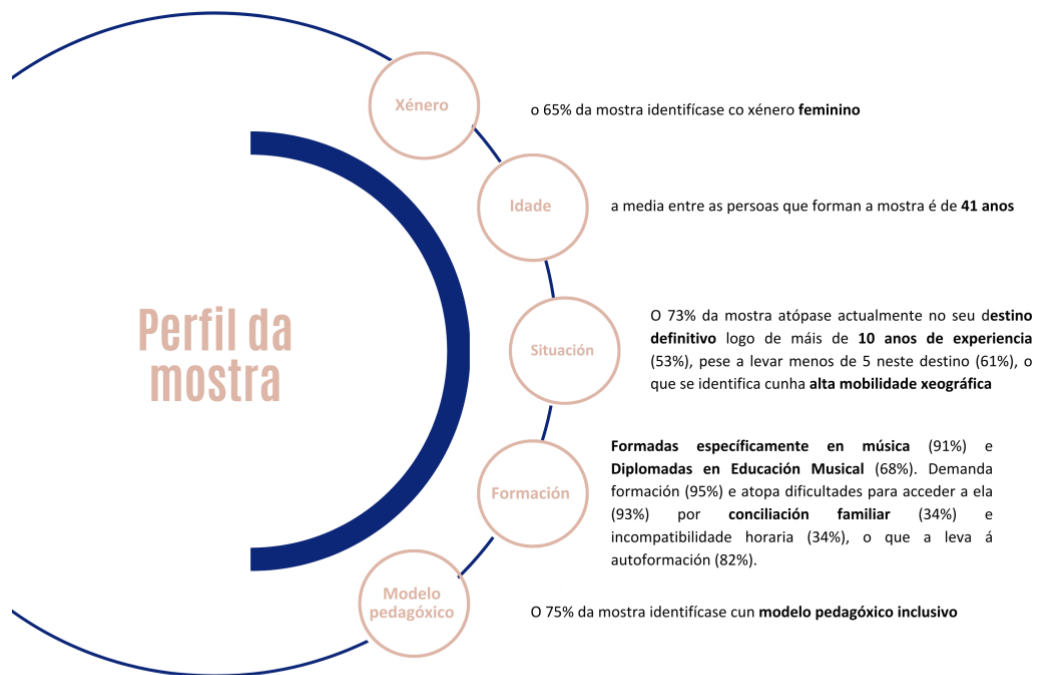 Perfil da
mostra
Xénero
o 65% da mostra identifícase co xénero feminino
Idade
a media entre as persoas que forman a mostra é de 41 anos
Situación
O 73% da mostra atópase actualmente no seu destino
definitivo logo de máis de 10 anos de experiencia
(53%), pese a levar menos de 5 neste destino (61%), o
que se identifica cunha alta mobilidade xeográfica
Formación
Formadas específicamente en música (91%) e
Diplomadas en Educación Musical (68%). Demanda
formación (95%) e atopa dificultades para acceder a ela
(93%) por conciliación familiar (34%) e
incompatibilidade horaria (34%), o que a leva á
autoformación (82%).
Modelo
pedagóxico
O 75% da mostra identifícase cun modelo pedagóxico inclusivo